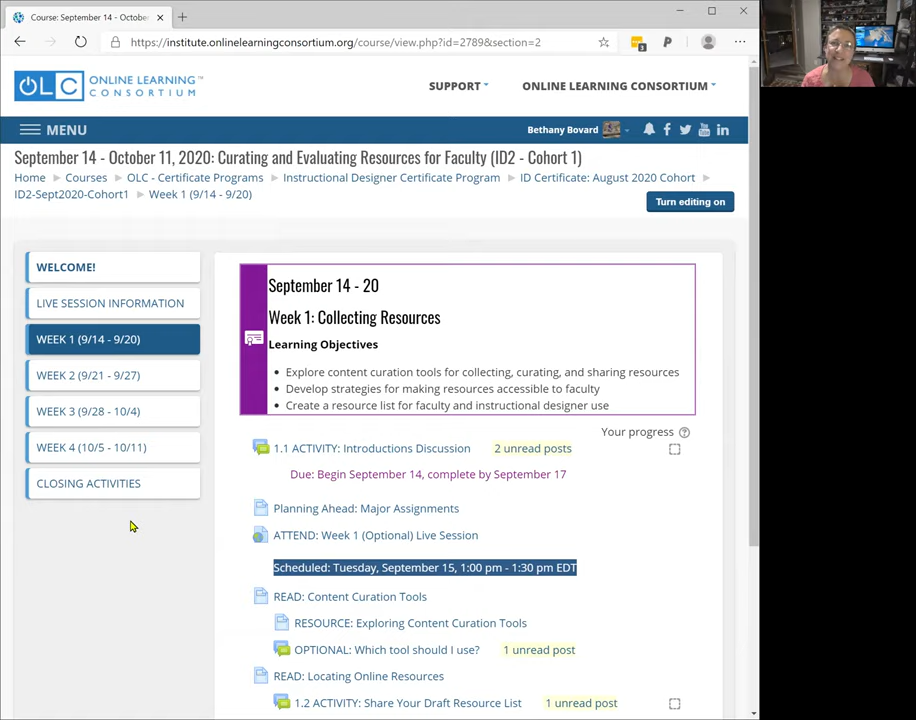 Course: September 14 - Octobe
https://institute.onlinelearningconsortium.org/course/view.php?id=2789&section=2
OLC ONLINE LEARNING CONSORTIUM™
SUPPORT
ONLINE LEARNING CONSORTIUM
MENU
Bethany Bovard
September 14 - October 11, 2020: Curating and Evaluating Resources for Faculty (ID2 - Cohort 1)
Home Courses OLC - Certificate Programs Instructional Designer Certificate Program ID Certificate: August 2020 Cohort
ID2-Sept2020-Cohort1 Week 1 (9/14 - 9/20)
Turn editing on
WELCOME!
LIVE SESSION INFORMATION
WEEK 1 (9/14 - 9/20)
WEEK 2 (9/21 - 9/27)
WEEK 3 (9/28 - 10/4)
WEEK 4 (10/5 - 10/11)
CLOSING ACTIVITIES
September 14 - 20
Week 1: Collecting Resources
Learning Objectives
• Explore content curation tools for collecting, curating, and sharing resources
• Develop strategies for making resources accessible to faculty
• Create a resource list for faculty and instructional designer use
Your progress
1.1 ACTIVITY: Introductions Discussion 2 unread posts
Due: Begin September 14, complete by September 17
Planning Ahead: Major Assignments
ATTEND: Week 1 (Optional) Live Session
Scheduled: Tuesday, September 15, 1:00 pm - 1:30 pm EDT
READ: Content Curation Tools
RESOURCE: Exploring Content Curation Tools
OPTIONAL: Which tool should I use? 1 unread post
READ: Locating Online Resources
1.2 ACTIVITY: Share Your Draft Resource List 1 unread post